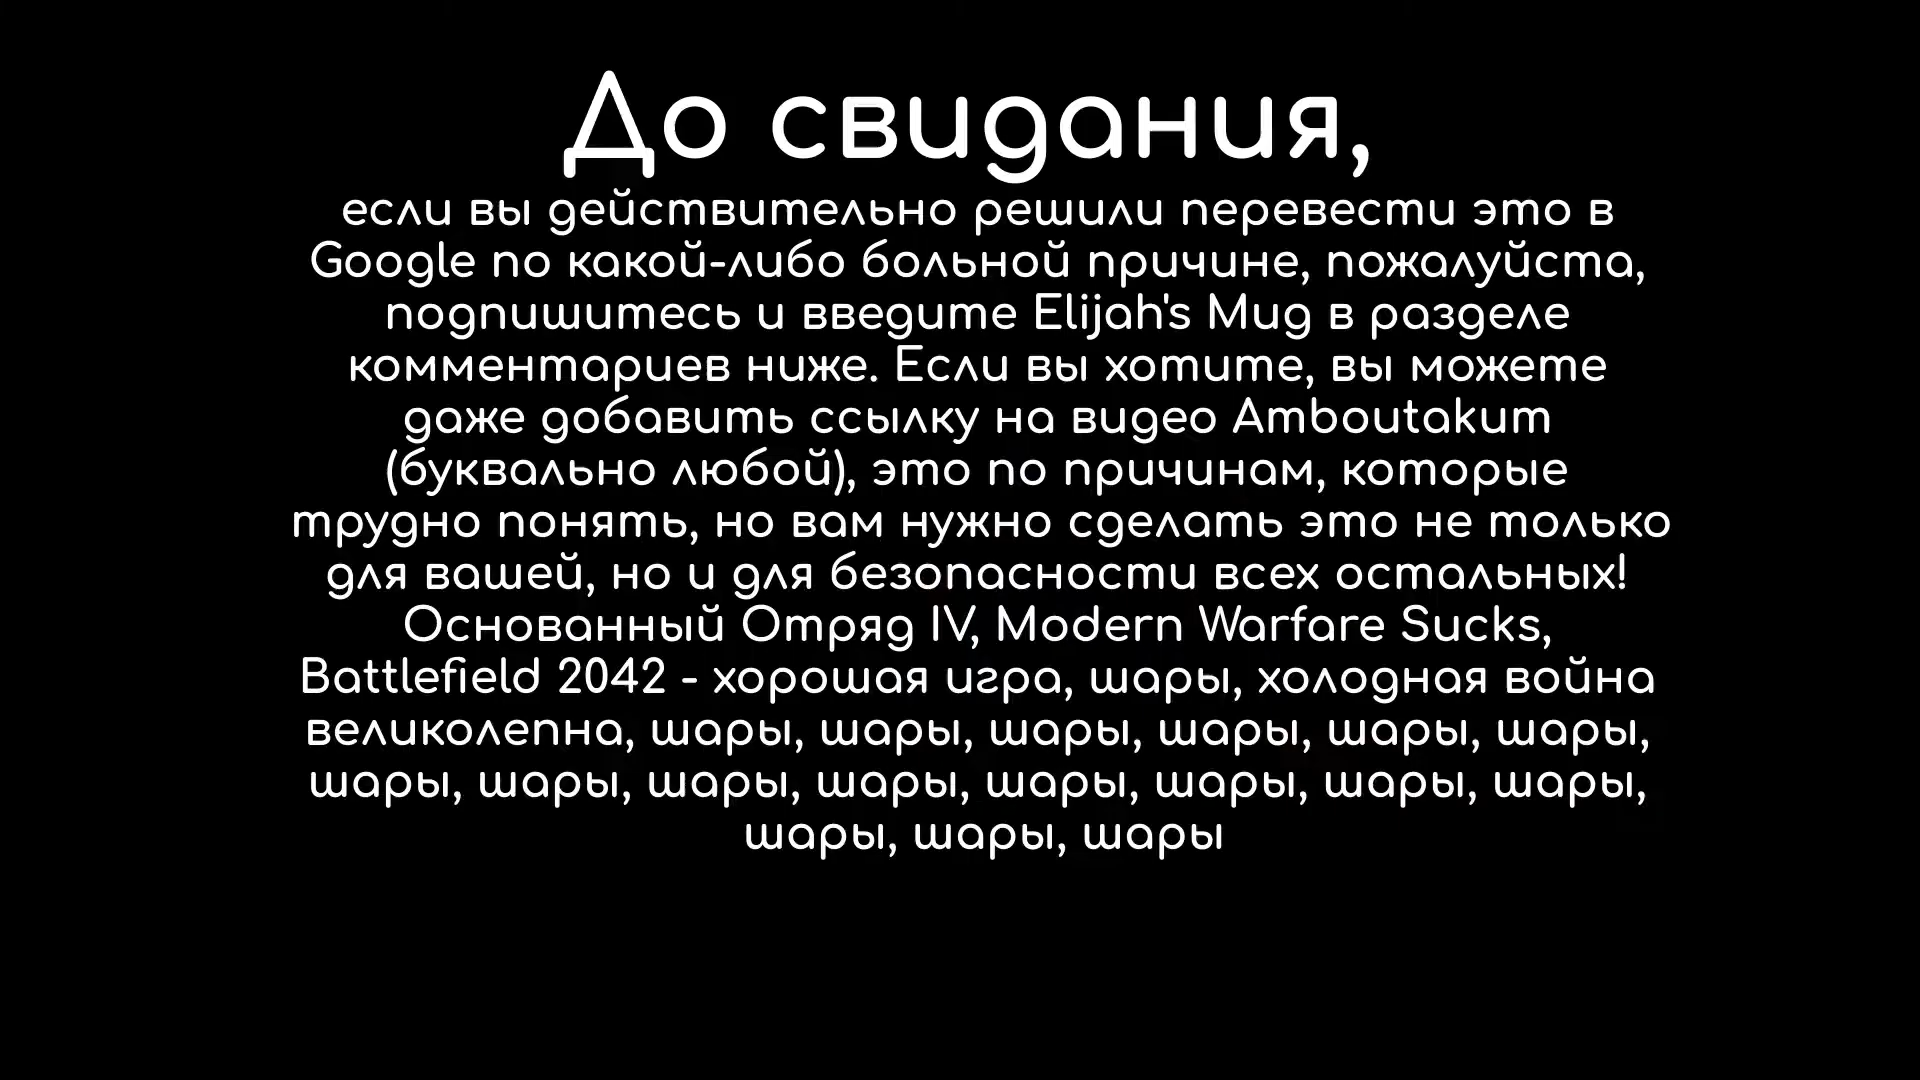 До свидания,
если вы действительно решили перевести это в
Google по какой-либо больной причине, пожалуйста,
подпишитесь и введите Elijah's Мид в разделе
комментариев ниже. Если вы хотите, вы можете
даже добавить ссылку на видео Amboutakum
(буквально любой), это по причинам, которые
трудно понять, но вам нужно сделать это не только
для вашей, но и для безопасности всех остальных!
Основанный Отряд IV, Modern Warfare Sucks,
Battlefield 2042 - хорошая игра, шары, холодная война
великолепна, шары, шары, шары, шары, шары, шары,
шары, шары, шары, шары, шары, шары, шары, шары,
шары, шары, шары